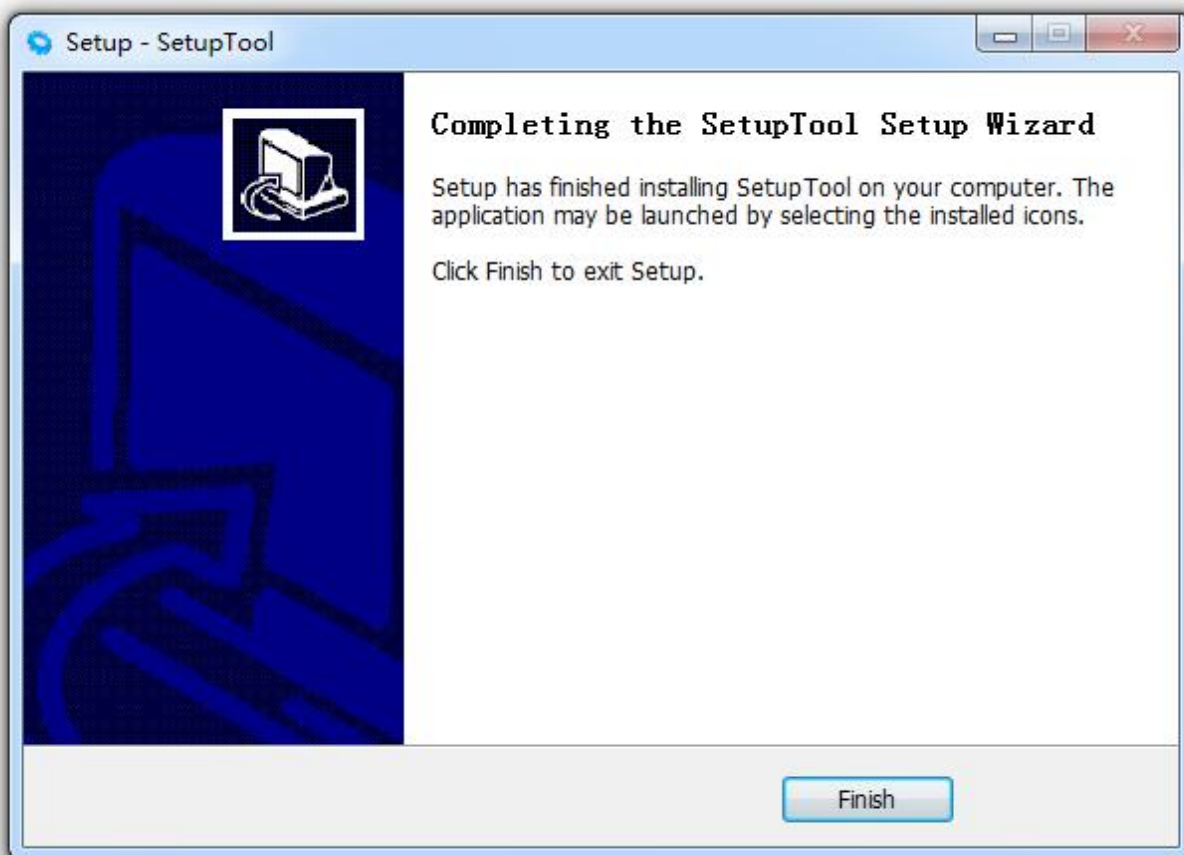 Setup - SetupTool
Completing the SetupTool Setup Wizard
Setup has finished installing SetupTool on your computer. The
application may be launched by selecting the installed icons.
Click Finish to exit Setup.
Finish